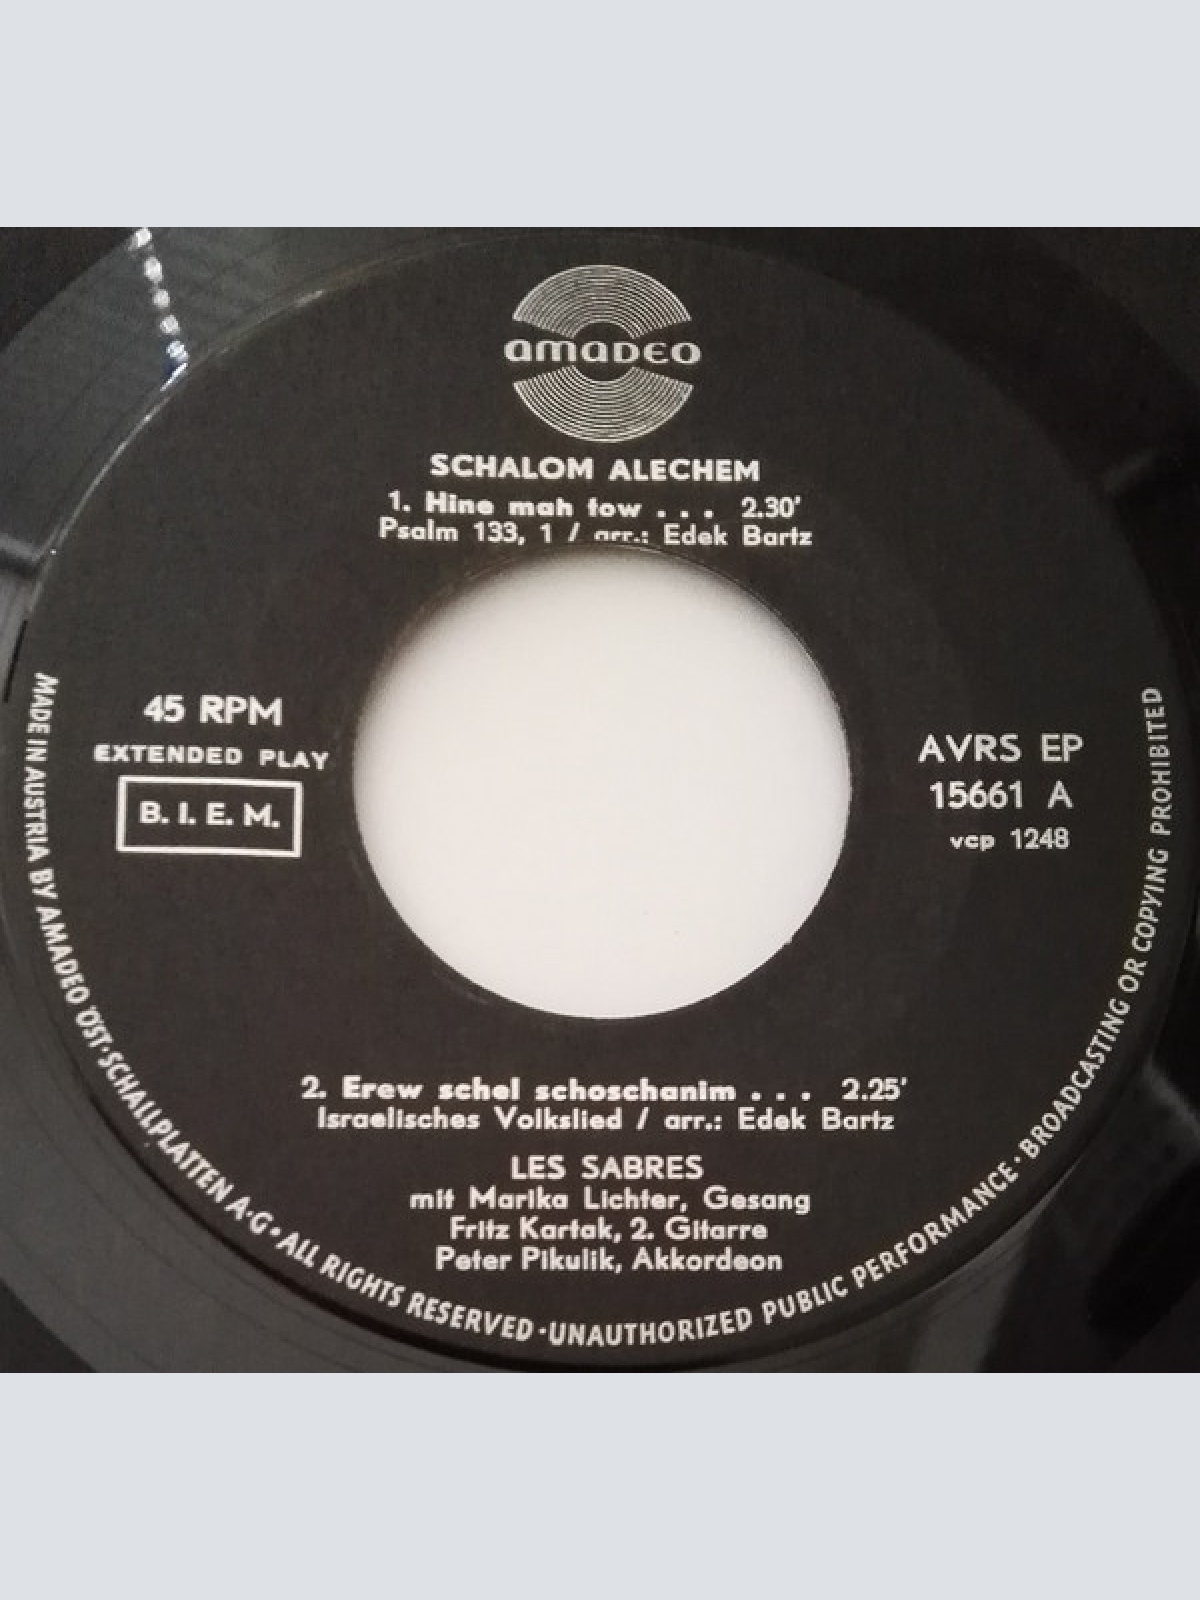 AMADEO
SCHALOM ALECHEM
1. Hine mah tow . . . 2.30'
Psalm 133, 1 / arr.: Edek Bartz
45 RPM
EXTENDED PLAY
B. I. E. M.
AVRS EP
15661 A
vcp 1248
2. Erew schel schoschanim . . . 2.25'
Israelisches Volkslied / arr.: Edek Bartz
LES SABRES
mit Marika Lichter, Gesang
Fritz Kartak, 2. Gitarre
Peter Pikulik, Akkordeon
MADE IN AUSTRIA BY AMADEO ÖST·SCHALLPLATTEN A·G· ALL RIGHTS RESERVED·UNAUTHORIZED PUBLIC PERFORMANCE·BROADCASTING OR COPYING PROHIBITED